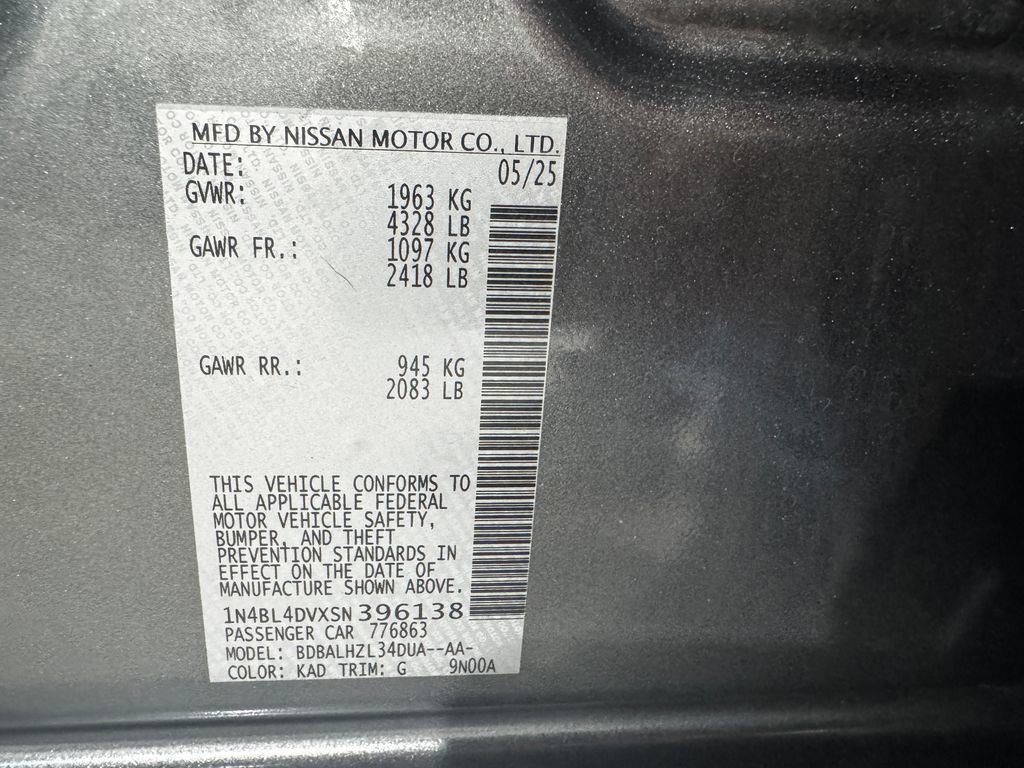 MFD BY NISSAN MOTOR CO., LTD.
DATE: 05/25
GVWR: 1963 KG
4328 LB
GAWR FR.: 1097 KG
2418 LB
GAWR RR.: 945 KG
2083 LB
THIS VEHICLE CONFORMS TO
ALL APPLICABLE FEDERAL
MOTOR VEHICLE SAFETY,
BUMPER, AND THEFT
PREVENTION STANDARDS IN
EFFECT ON THE DATE OF
MANUFACTURE SHOWN ABOVE.
1N4BL4DVXSN396138
PASSENGER CAR 776863
MODEL: BDBALHZL34DUA--AA-
COLOR: KAD TRIM: G 9N00A